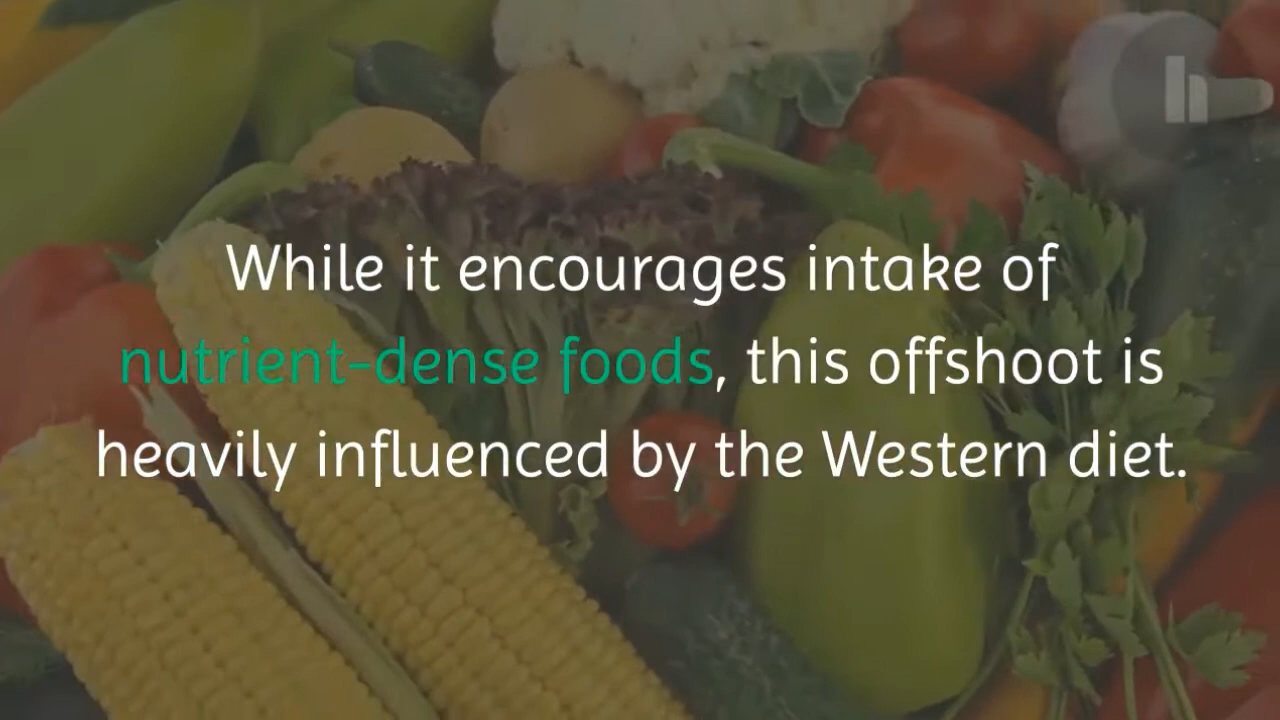 While it encourages intake of
nutrient-dense foods, this offshoot is
heavily influenced by the Western diet.